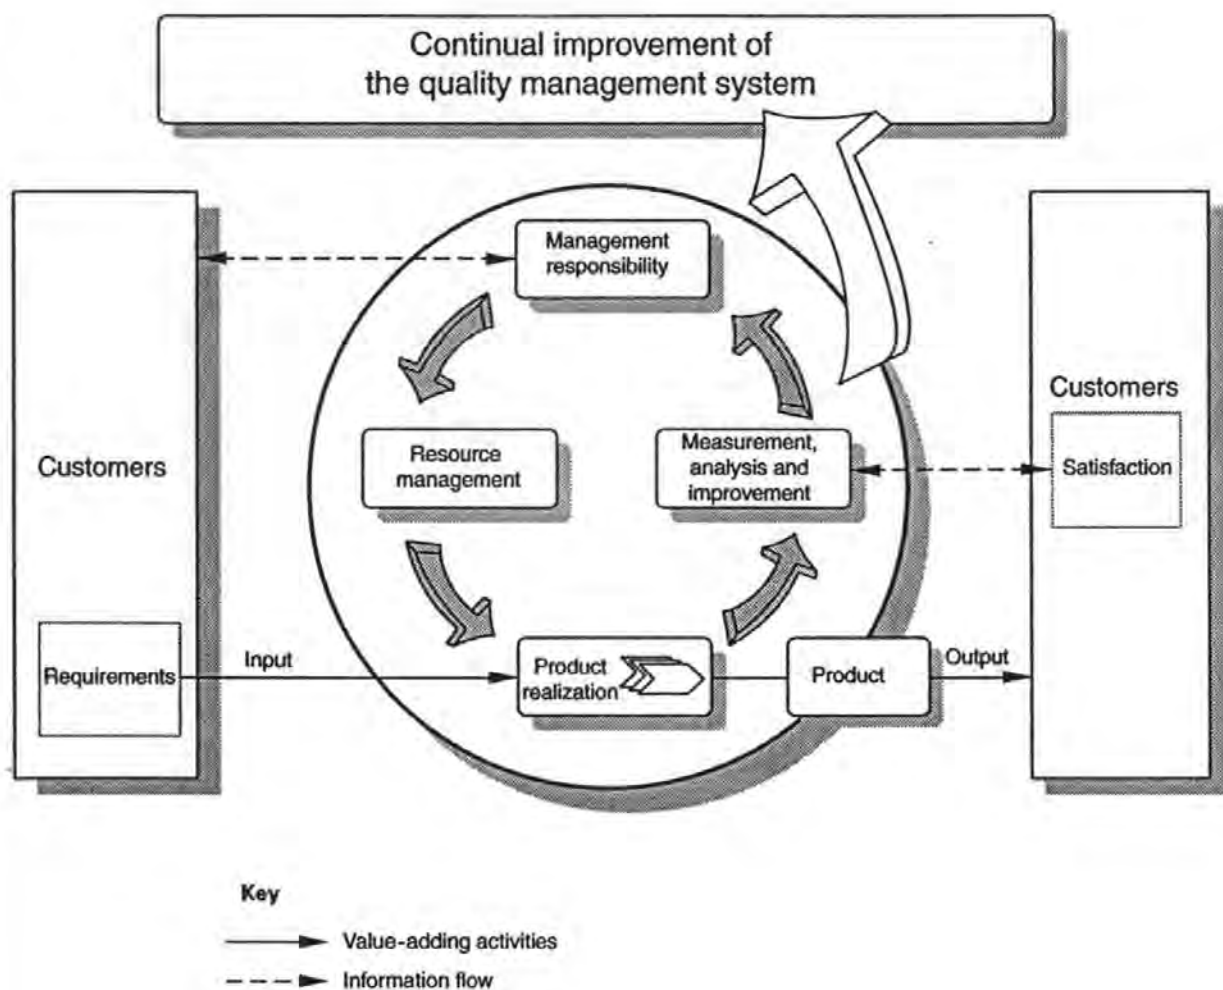 Continual improvement of
the quality management system
Management
responsibility
Customers
Resource
management
Measurement,
analysis and
improvement
Customers
Satisfaction
Requirements
Input
Product
realization
Product
Output
Key
Value-adding activities
Information flow